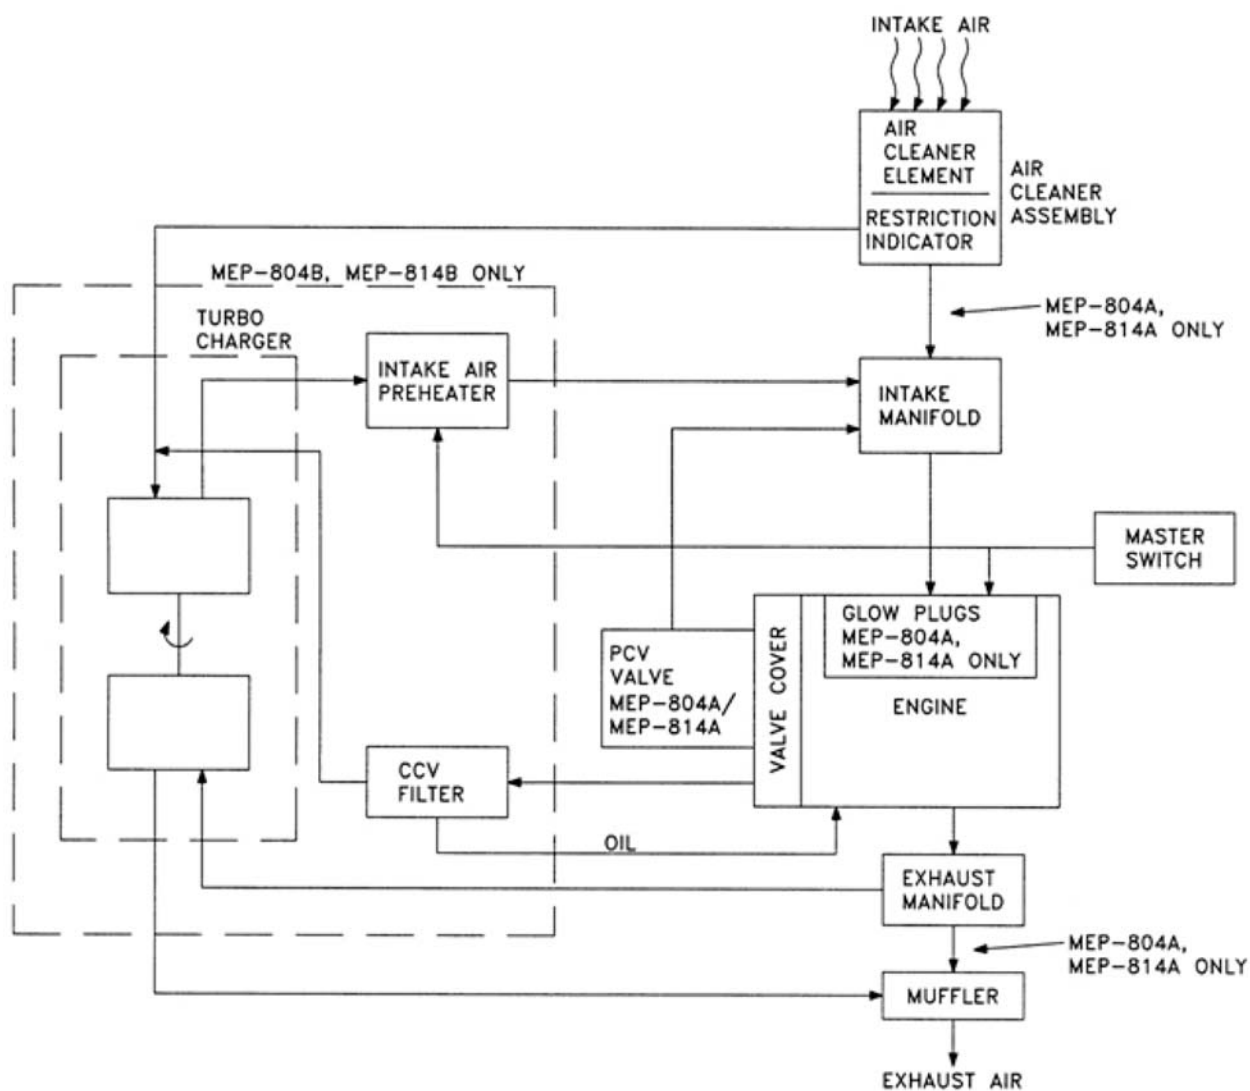 INTAKE AIR
AIR
CLEANER
ELEMENT
RESTRICTION
INDICATOR
AIR
CLEANER
ASSEMBLY
MEP-804B, MEP-814B ONLY
MEP-804A,
MEP-814A ONLY
TURBO
CHARGER
INTAKE AIR
PREHEATER
INTAKE
MANIFOLD
MASTER
SWITCH
GLOW PLUGS
MEP-804A,
MEP-814A ONLY
ENGINE
VALVE COVER
PCV
VALVE
MEP-804A/
MEP-814A
CCV
FILTER
OIL
EXHAUST
MANIFOLD
MEP-804A,
MEP-814A ONLY
MUFFLER
EXHAUST AIR